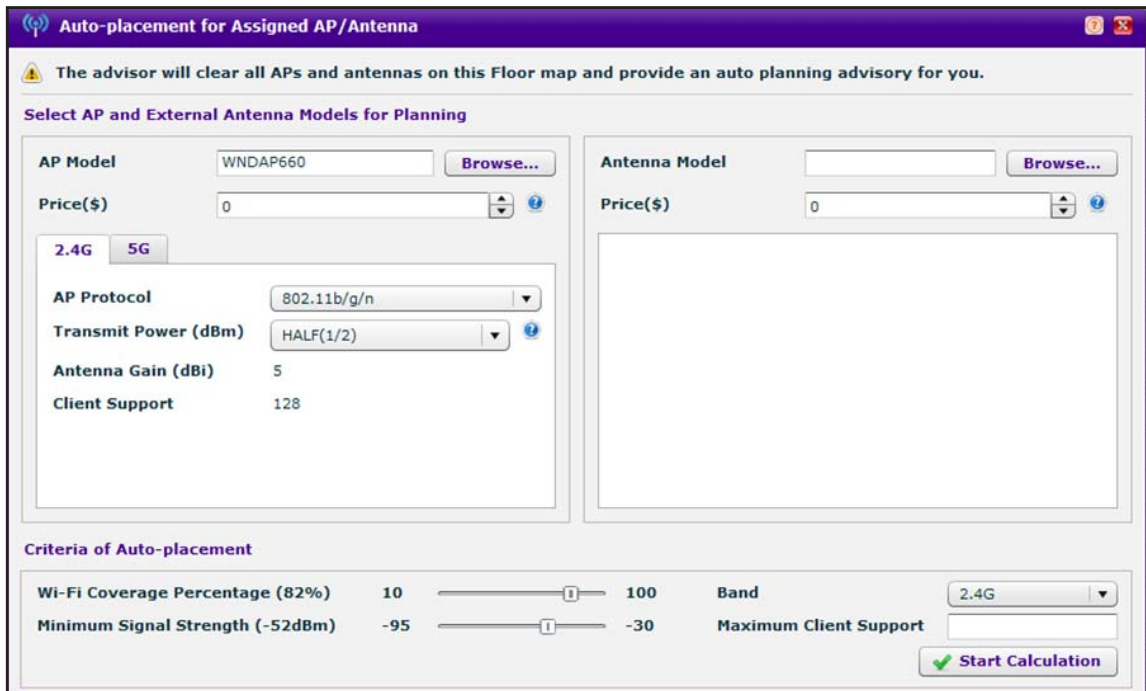 Auto-placement for Assigned AP/Antenna
The advisor will clear all APs and antennas on this Floor map and provide an auto planning advisory for you.
Select AP and External Antenna Models for Planning
AP Model WNDAP660 Browse...
Price($) 0
2.4G 5G
AP Protocol 802.11b/g/n
Transmit Power (dBm) HALF(1/2)
Antenna Gain (dBi) 5
Client Support 128
Antenna Model Browse...
Price($) 0
Criteria of Auto-placement
Wi-Fi Coverage Percentage (82%) 10 100 Band 2.4G
Minimum Signal Strength (-52dBm) -95 -30 Maximum Client Support
Start Calculation